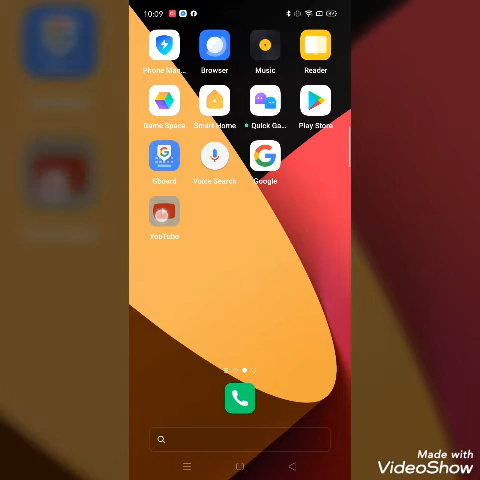 10:09
Phone Man...
Browser
Music
Reader
Game Space
Smart Home
Quick Ga...
Play Store
Gboard
Voice Search
Google
YouTube
Made with
VideoShow